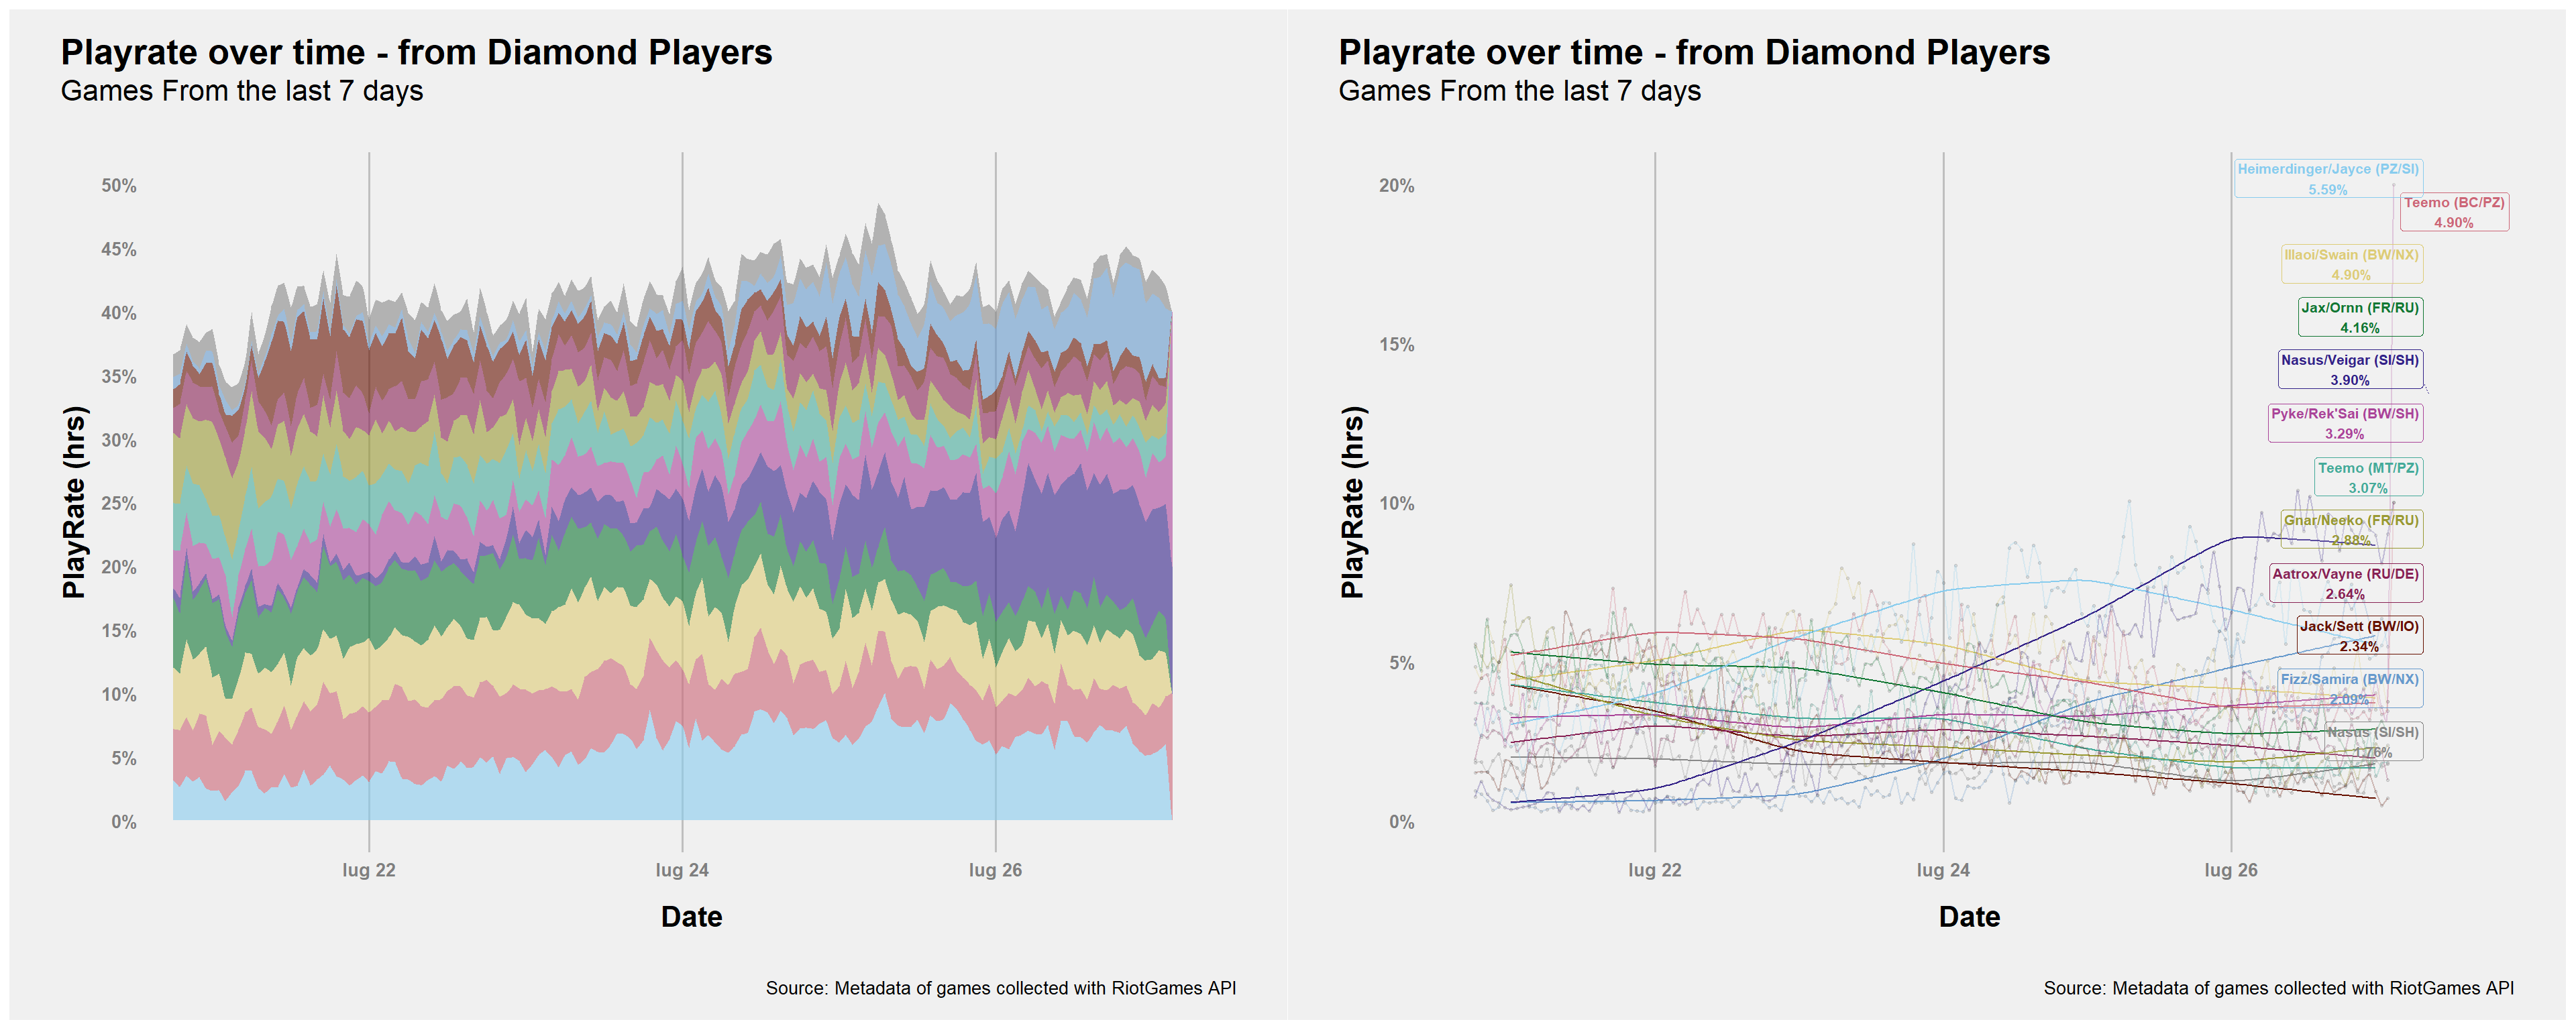 Playrate over time - from Diamond Players
Games From the last 7 days
50%
45%
40%
35%
30%
25%
20%
15%
10%
5%
0%
PlayRate (hrs)
lug 22
lug 24
lug 26
Date
Source: Metadata of games collected with RiotGames API
Playrate over time - from Diamond Players
Games From the last 7 days
20%
15%
10%
5%
0%
PlayRate (hrs)
Heimerdinger/Jayce (PZ/SI)
5.59%
Teemo (BC/PZ)
4.90%
Illaoi/Swain (BW/NX)
4.90%
Jax/Ornn (FR/RU)
4.16%
Nasus/Veigar (SI/SH)
3.90%
Pyke/Rek'Sai (BW/SH)
3.29%
Teemo (MT/PZ)
3.07%
Gnar/Neeko (FR/RU)
2.88%
Aatrox/Vayne (RU/DE)
2.64%
Jack/Sett (BW/IO)
2.34%
Fizz/Samira (BW/NX)
2.09%
Nasus (SI/SH)
1.76%
lug 22
lug 24
lug 26
Date
Source: Metadata of games collected with RiotGames API